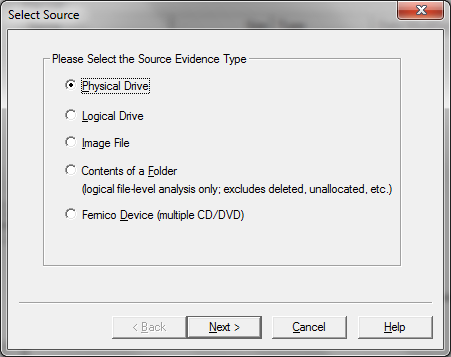 Select Source
Please Select the Source Evidence Type
Physical Drive
Logical Drive
Image File
Contents of a Folder
(logical file-level analysis only; excludes deleted, unallocated, etc.)
Fernico Device (multiple CD/DVD)
< Back
Next >
Cancel
Help